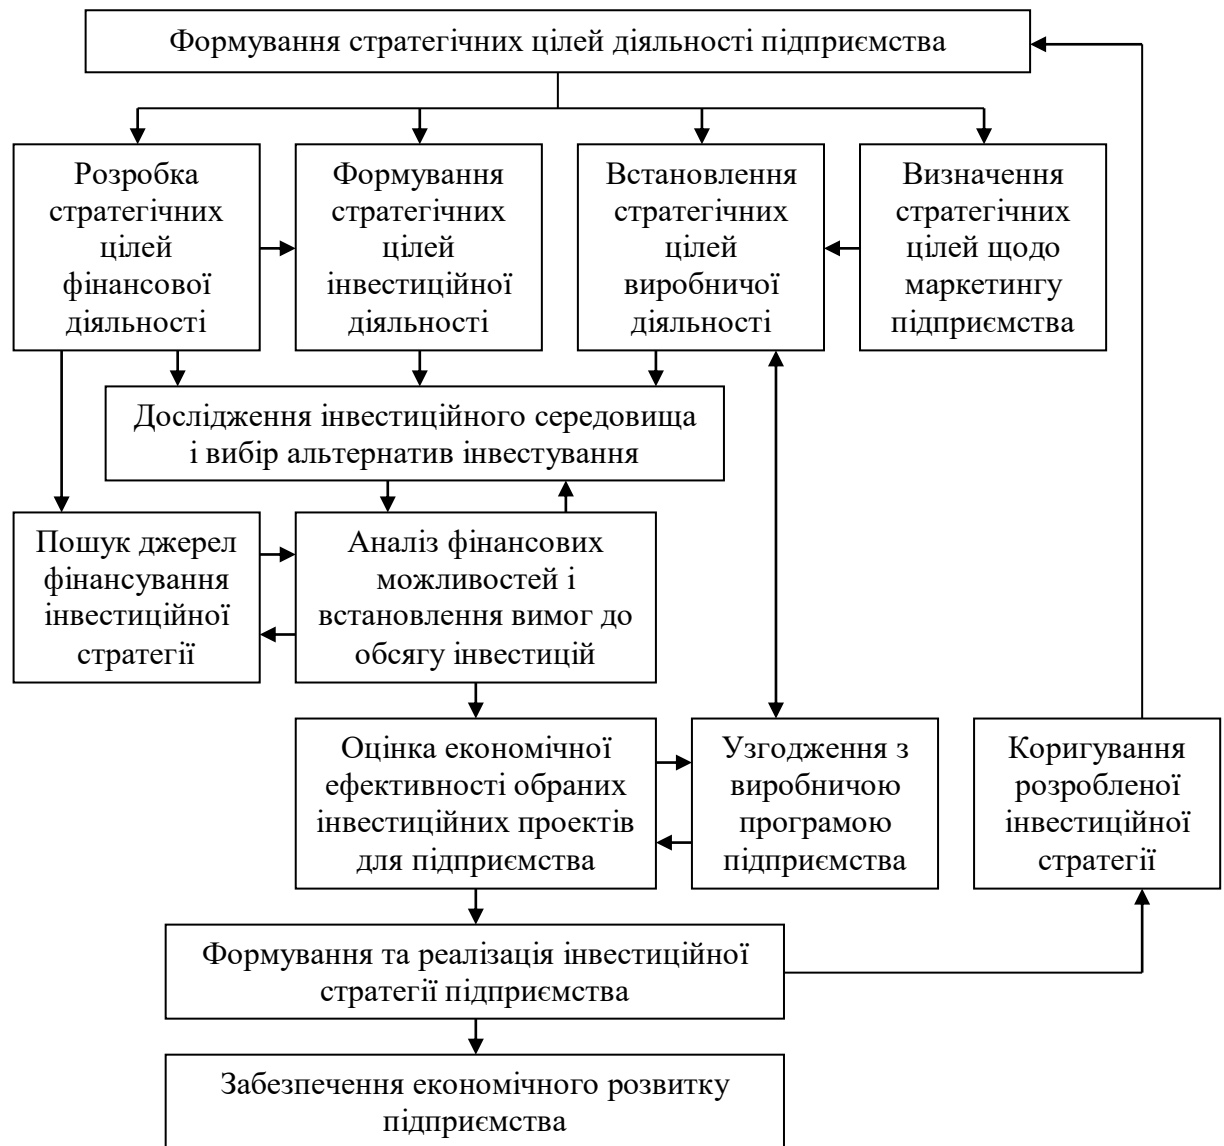 Формування стратегічних цілей діяльності підприємства
Розробка
стратегічних
цілей
фінансової
діяльності
Формування
стратегічних
цілей
інвестиційної
діяльності
Встановлення
стратегічних
цілей
виробничої
діяльності
Визначення
стратегічних
цілей щодо
маркетингу
підприємства
Дослідження інвестиційного середовища
і вибір альтернатив інвестування
Пошук джерел
фінансування
інвестиційної
стратегії
Аналіз фінансових
можливостей і
встановлення вимог до
обсягу інвестицій
Оцінка економічної
ефективності обраних
інвестиційних проектів
для підприємства
Узгодження з
виробничою
програмою
підприємства
Коригування
розробленої
інвестиційної
стратегії
Формування та реалізація інвестиційної
стратегії підприємства
Забезпечення економічного розвитку
підприємства